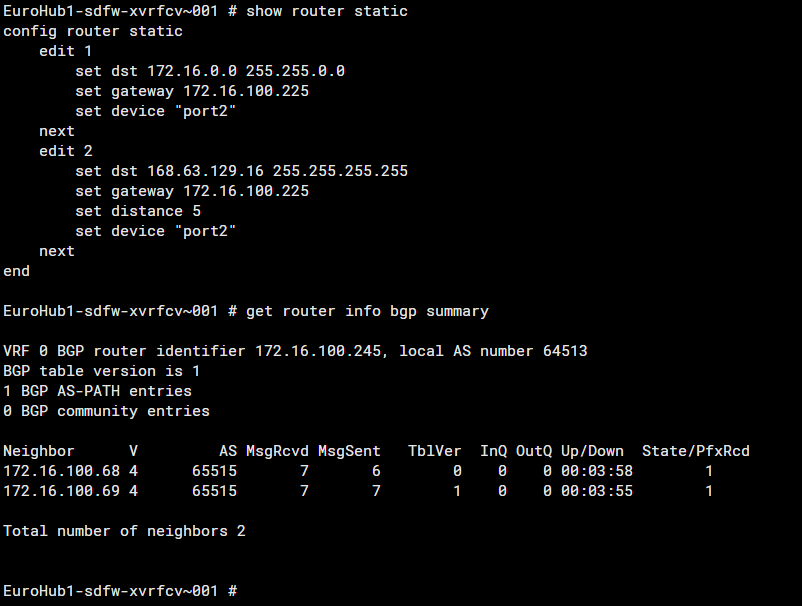 EuroHub1-sdfw-xvrfcv~001 # show router static
config router static
    edit 1
        set dst 172.16.0.0 255.255.0.0
        set gateway 172.16.100.225
        set device "port2"
    next
    edit 2
        set dst 168.63.129.16 255.255.255.255
        set gateway 172.16.100.225
        set distance 5
        set device "port2"
    next
end
EuroHub1-sdfw-xvrfcv~001 # get router info bgp summary
VRF 0 BGP router identifier 172.16.100.245, local AS number 64513
BGP table version is 1
1 BGP AS-PATH entries
0 BGP community entries
Neighbor      V         AS MsgRcvd MsgSent   TblVer  InQ OutQ Up/Down  State/PfxRcd
172.16.100.68 4      65515       7       6        0    0    0 00:03:58        1
172.16.100.69 4      65515       7       7        1    0    0 00:03:55        1
Total number of neighbors 2
EuroHub1-sdfw-xvrfcv~001 #